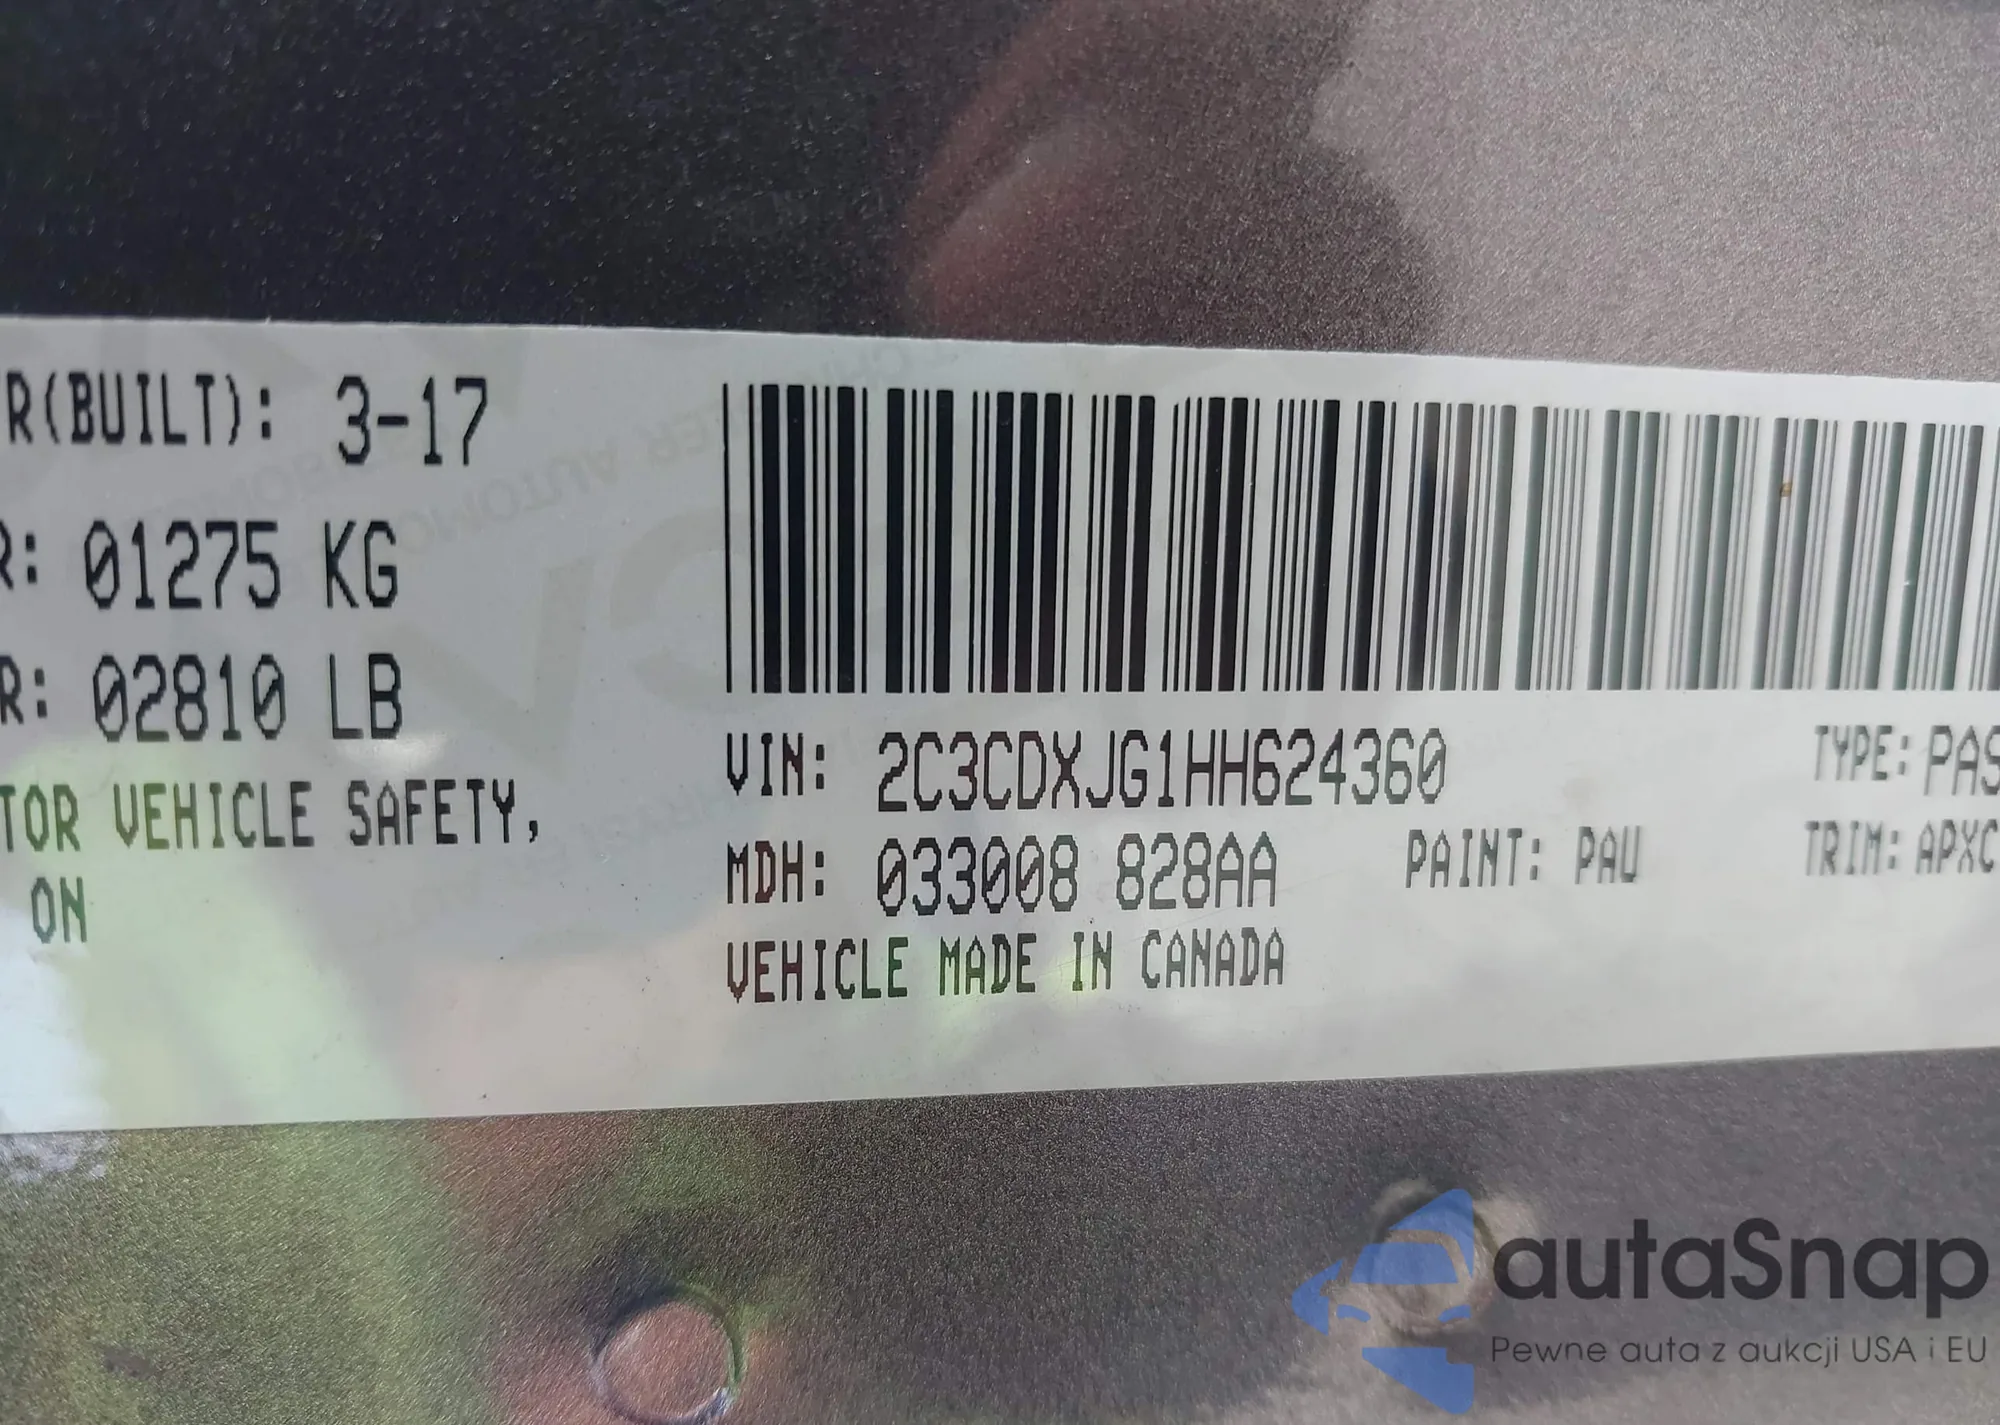 R(BUILT): 3-17
R: 01275 KG
R: 02810 LB
TOR VEHICLE SAFETY,
ON
VIN: 2C3CDXJG1HH624360
TYPE: PAS
MDH: 033008 828AA
PAINT: PAU
TRIM: APXC
VEHICLE MADE IN CANADA
autaSnap
Pewne auta z aukcji USA i EU